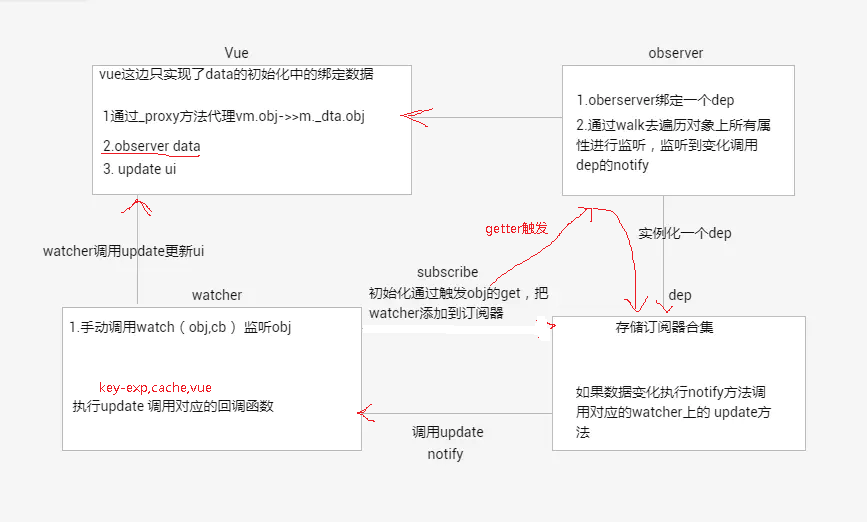 Vue
vue这边只实现了data的初始化中的绑定数据
1通过_proxy方法代理vm.obj->>m._dta.obj
2.observer data
3. update ui
observer
1.oberserver绑定一个dep
2.通过walk去遍历对象上所有属
性进行监听，监听到变化调用
dep的notify
getter触发
实例化一个dep
watcher调用update更新ui
subscribe
初始化通过触发obj的get，把
watcher添加到订阅器
watcher
1.手动调用watch（obj,cb） 监听obj
key-exp,cache,vue
执行update 调用对应的回调函数
dep
存储订阅器合集
如果数据变化执行notify方法调
用对应的watcher上的 update方
法
调用update
notify